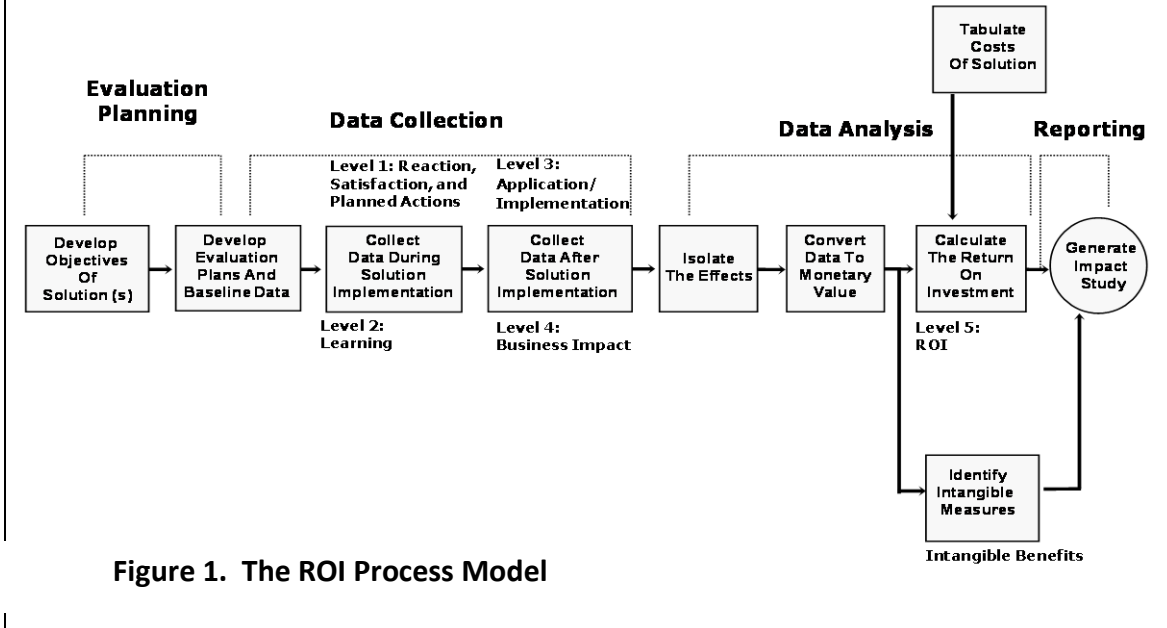 Tabulate
Costs
Of Solution
Evaluation
Planning
Data Collection
Data Analysis
Reporting
Level 1: Reaction,
Satisfaction, and
Planned Actions
Level 3:
Application/
Implementation
Develop
Objectives
Of
Solution (s)
Develop
Evaluation
Plans And
Baseline Data
Collect
Data During
Solution
Implementation
Collect
Data After
Solution
Implementation
Isolate
The Effects
Convert
Data To
Monetary
Value
Calculate
The Return
On
Investment
Generate
Impact
Study
Level 2:
Learning
Level 4:
Business Impact
Level 5:
ROI
Identify
Intangible
Measures
Intangible Benefits
Figure 1. The ROI Process Model